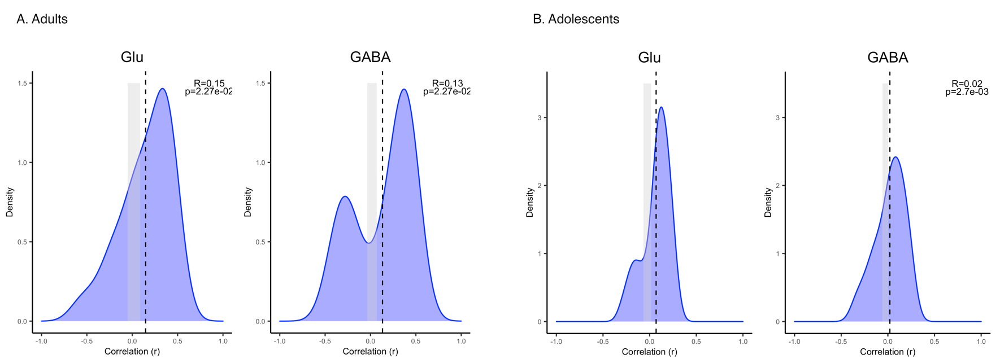 A. Adults
B. Adolescents
Glu
GABA
Glu
GABA
R=0.15
p=2.27e-02
R=0.13
p=2.27e-02
R=0.02
p=2.7e-03
1.5
1.0
0.5
0.0
Density
-1.0 -0.5 0.0 0.5 1.0
Correlation (r)
1.5
1.0
0.5
0.0
Density
-1.0 -0.5 0.0 0.5 1.0
Correlation (r)
3
2
1
0
Density
-1.0 -0.5 0.0 0.5 1.0
Correlation (r)
3
2
1
0
Density
-1.0 -0.5 0.0 0.5 1.0
Correlation (r)